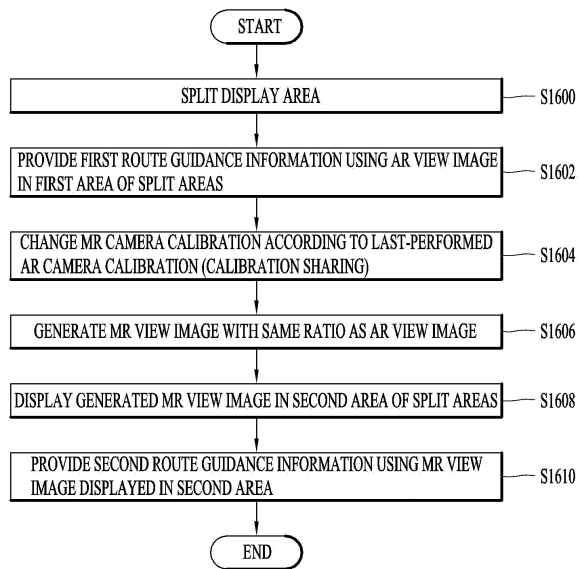 START
SPLIT DISPLAY AREA
S1600
PROVIDE FIRST ROUTE GUIDANCE INFORMATION USING AR VIEW IMAGE
IN FIRST AREA OF SPLIT AREAS
S1602
CHANGE MR CAMERA CALIBRATION ACCORDING TO LAST-PERFORMED
AR CAMERA CALIBRATION (CALIBRATION SHARING)
S1604
GENERATE MR VIEW IMAGE WITH SAME RATIO AS AR VIEW IMAGE
S1606
DISPLAY GENERATED MR VIEW IMAGE IN SECOND AREA OF SPLIT AREAS
S1608
PROVIDE SECOND ROUTE GUIDANCE INFORMATION USING MR VIEW
IMAGE DISPLAYED IN SECOND AREA
S1610
END